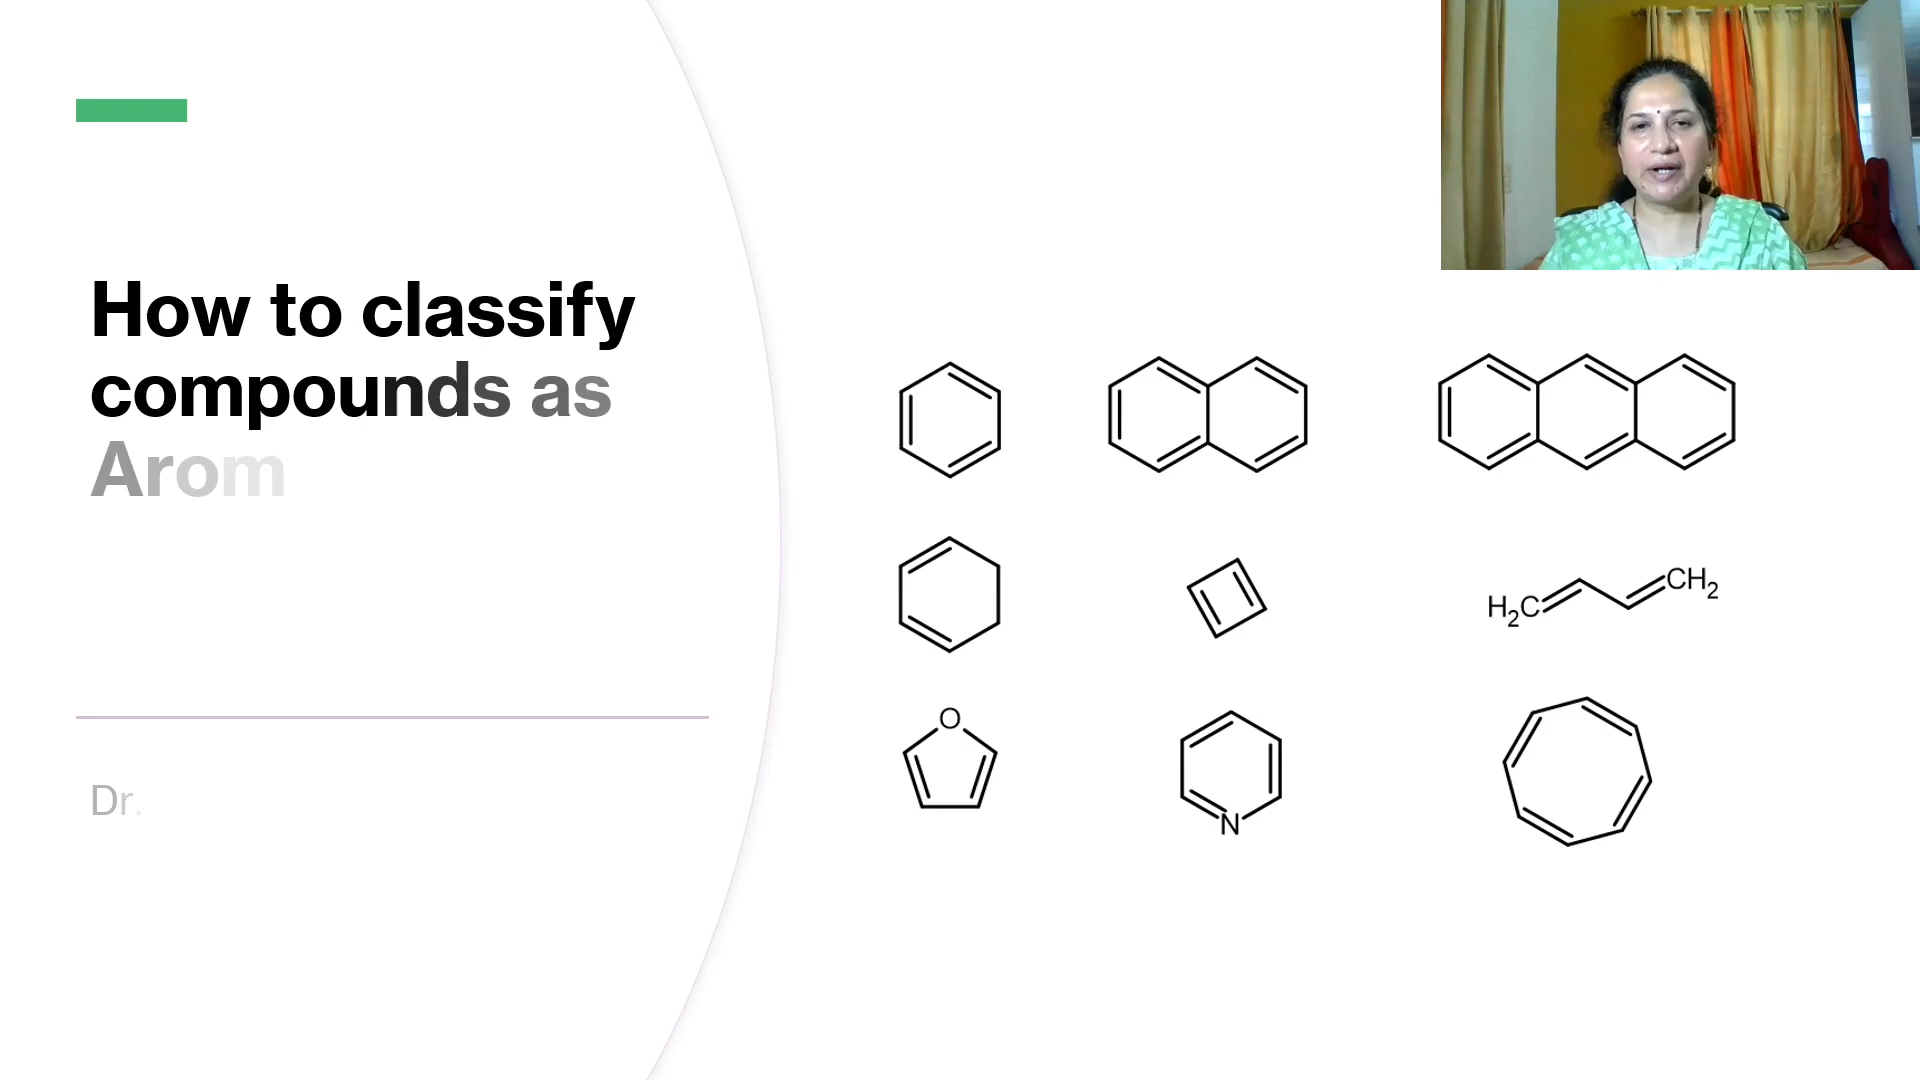 How to classify
compounds as
Arom
Dr.
H2C
CH2
O
N